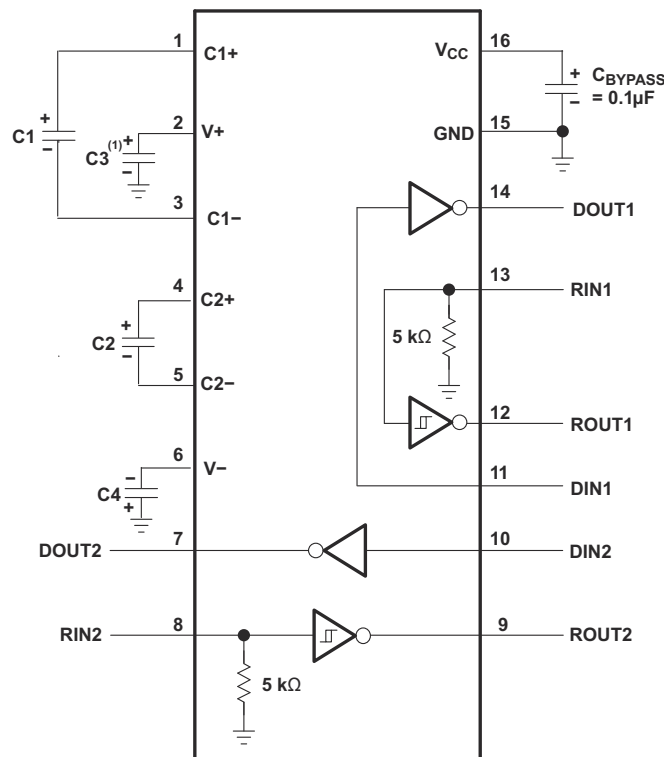 1
C1+
VCC
16
+
CBYPASS
= 0.1µF
–
+
C1
–
2
V+
+
C3(1)
–
15
GND
3
C1−
14
DOUT1
4
C2+
13
RIN1
+
C2
–
5 kΩ
5
C2−
12
ROUT1
6
V−
–
C4
+
11
DIN1
DOUT2
7
10
DIN2
RIN2
8
9
ROUT2
5 kΩ